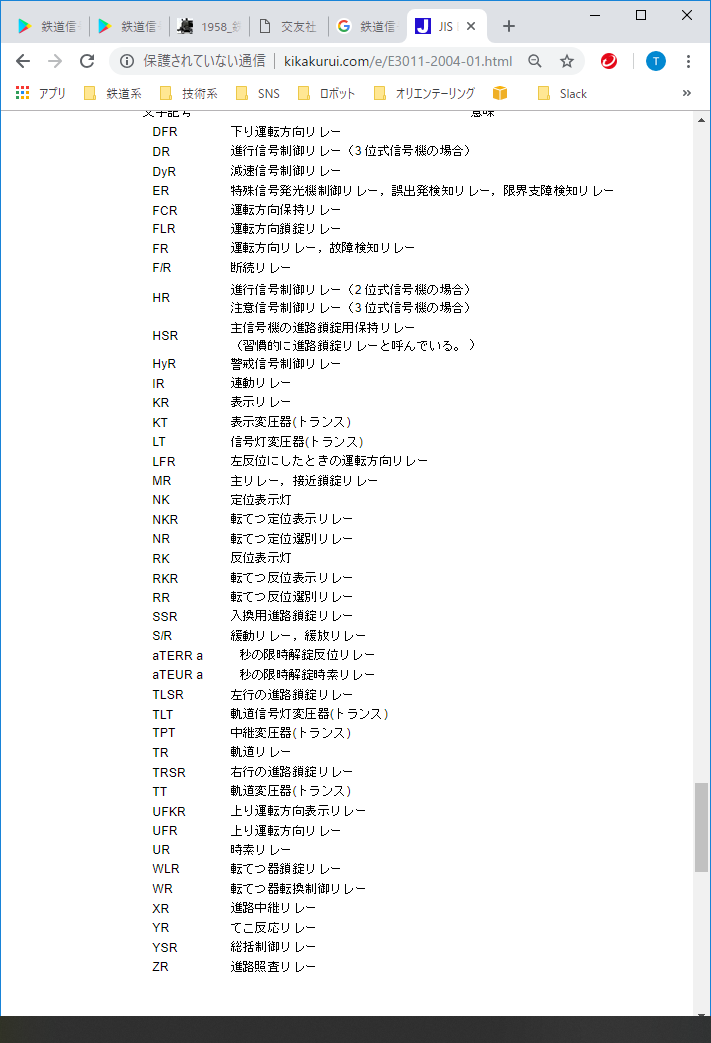 鉄道信
鉄道信
1958_鉄
交友社
鉄道信
JIS
保護されていない通信 | kikakurui.com/e/E3011-2004-01.html
T
アプリ 鉄道系 技術系 SNS ロボット オリエンテーリング Slack »
文字記号 意味
DFR 下り運転方向リレー
DR 進行信号制御リレー（3 位式信号機の場合）
DyR 減速信号制御リレー
ER 特殊信号発光機制御リレー，誤出発検知リレー，限界支障検知リレー
FCR 運転方向保持リレー
FLR 運転方向鎖錠リレー
FR 運転方向リレー，故障検知リレー
F/R 断続リレー
HR 進行信号制御リレー（2 位式信号機の場合）
注意信号制御リレー（3 位式信号機の場合）
HSR 主信号機の進路鎖錠用保持リレー
（習慣的に進路鎖錠リレーと呼んでいる。）
HyR 警戒信号制御リレー
IR 連動リレー
KR 表示リレー
KT 表示変圧器(トランス)
LT 信号灯変圧器(トランス)
LFR 左反位にしたときの運転方向リレー
MR 主リレー，接近鎖錠リレー
NK 定位表示灯
NKR 転てつ定位表示リレー
NR 転てつ定位選別リレー
RK 反位表示灯
RKR 転てつ反位表示リレー
RR 転てつ反位選別リレー
SSR 入換用進路鎖錠リレー
S/R 緩動リレー，緩放リレー
aTERR a 秒の限時解錠反位リレー
aTEUR a 秒の限時解錠時素リレー
TLSR 左行の進路鎖錠リレー
TLT 軌道信号灯変圧器(トランス)
TPT 中継変圧器(トランス)
TR 軌道リレー
TRSR 右行の進路鎖錠リレー
TT 軌道変圧器(トランス)
UFKR 上り運転方向表示リレー
UFR 上り運転方向リレー
UR 時素リレー
WLR 転てつ器鎖錠リレー
WR 転てつ器転換制御リレー
XR 進路中継リレー
YR てこ反応リレー
YSR 総括制御リレー
ZR 進路照査リレー